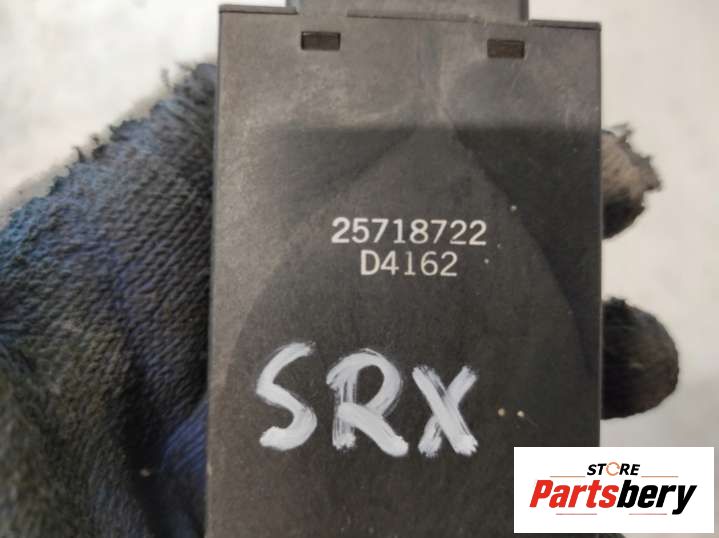 25718722
D4162
SRX
STORE
Partsbery